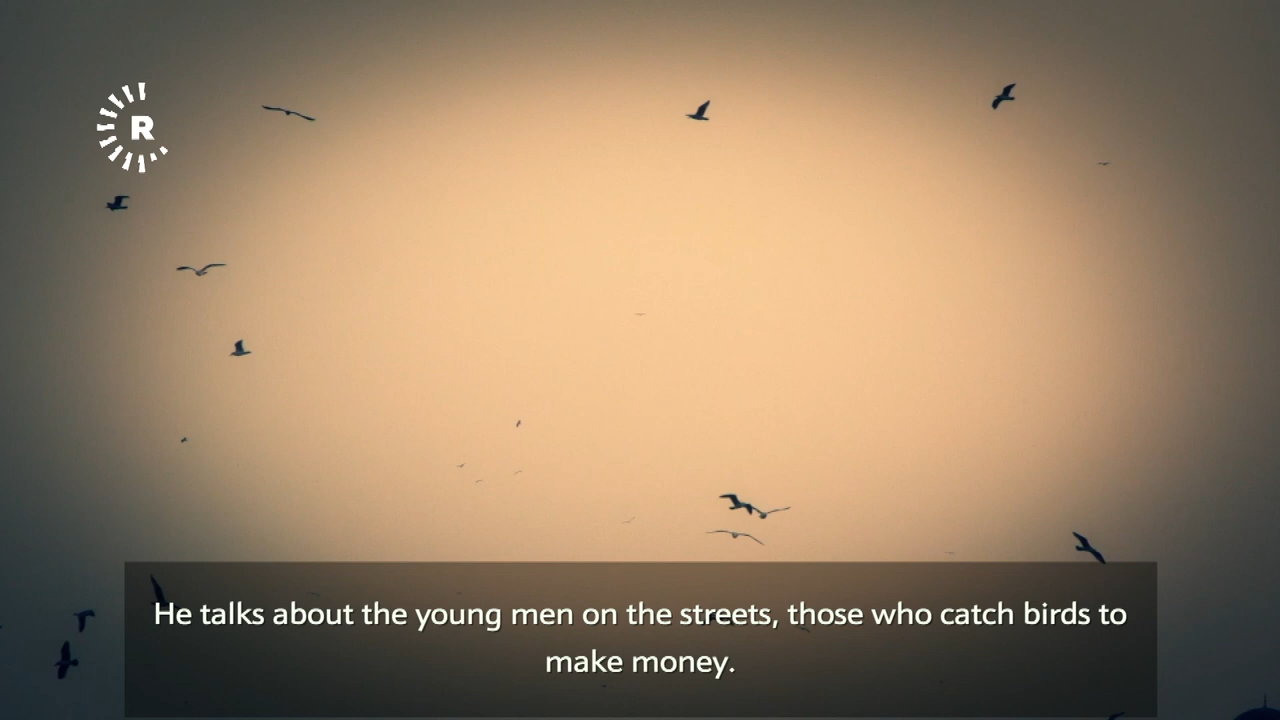 R
He talks about the young men on the streets, those who catch birds to
make money.